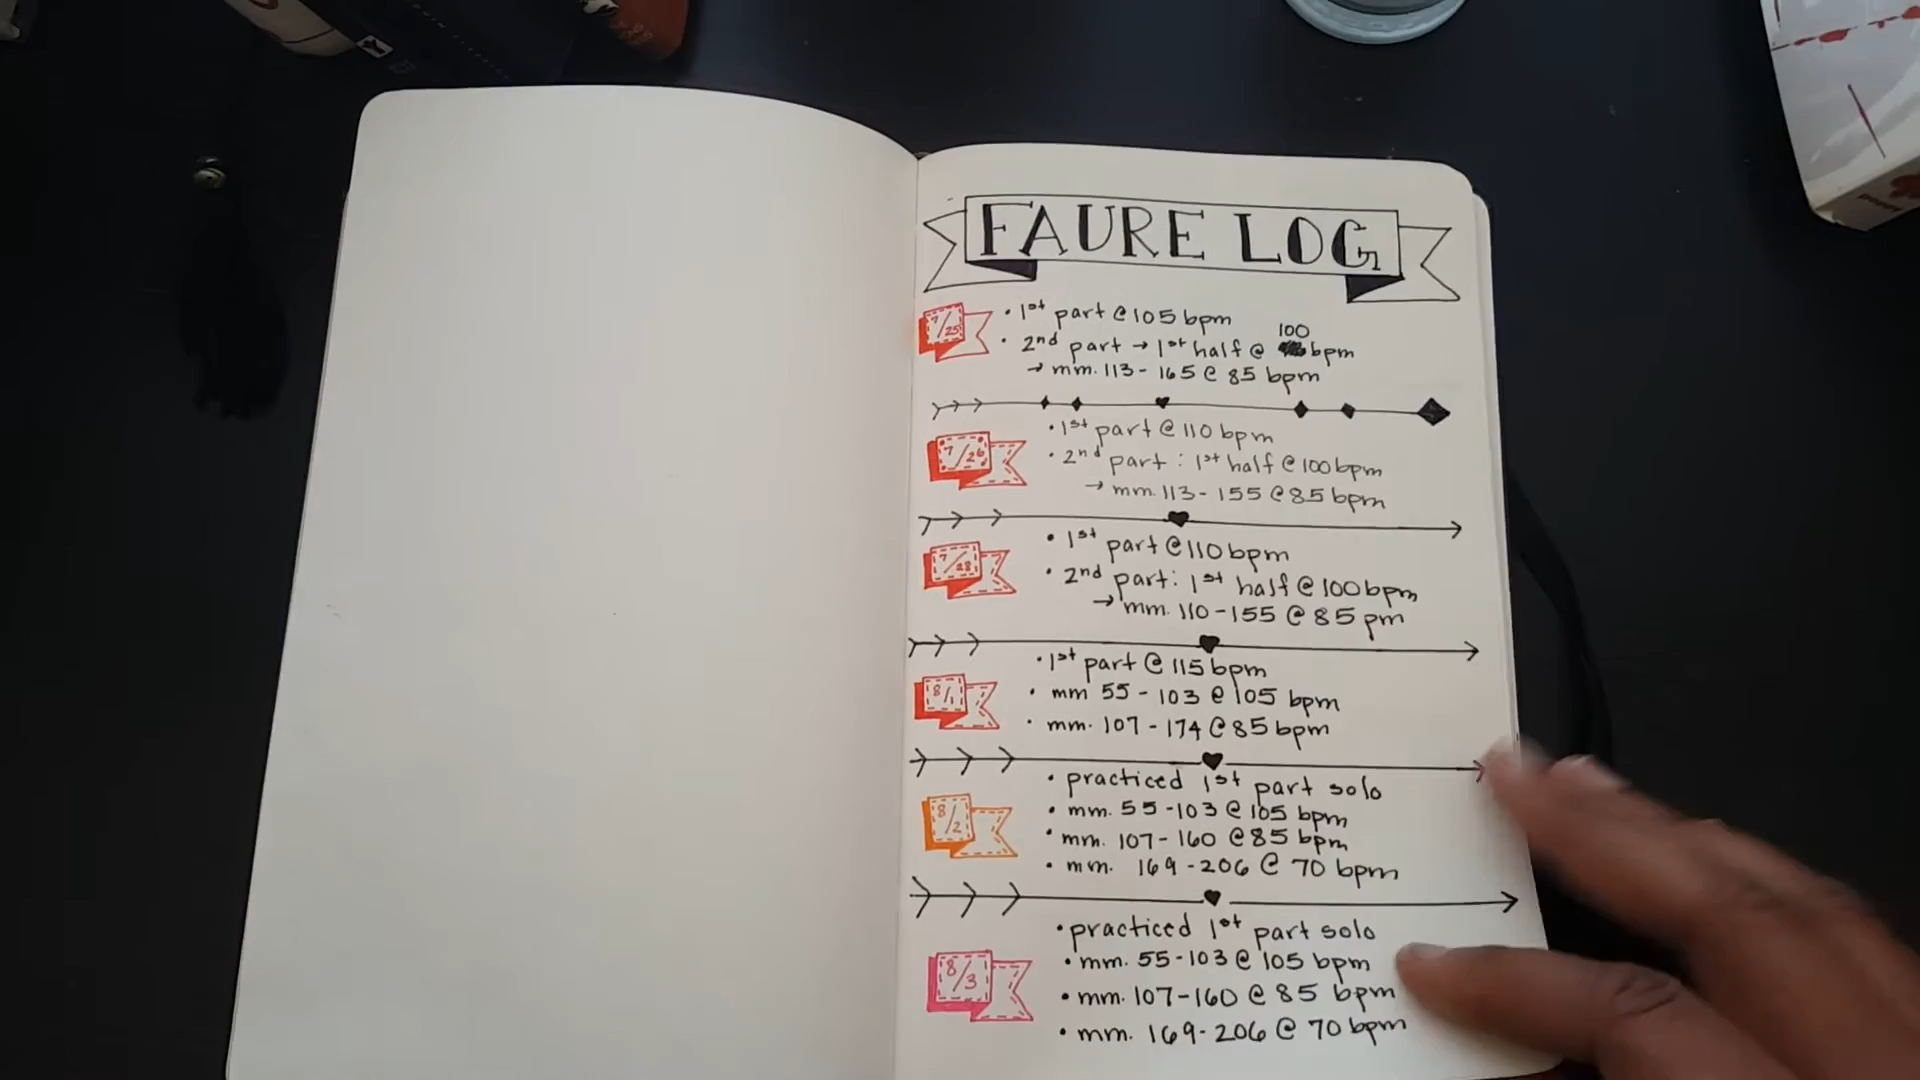 FAURE LOG
7/25
• 1st part @ 105 bpm
100
• 2nd part → 1st half @ bpm
→ mm. 113 - 165 @ 85 bpm
7/26
• 1st part @ 110 bpm
• 2nd part : 1st half @ 100 bpm
→ mm. 113 - 155 @ 85 bpm
7/28
• 1st part @ 110 bpm
• 2nd part: 1st half @ 100 bpm
→ mm. 110 - 155 @ 85 pm
8/1
• 1st part @ 115 bpm
• mm 55 - 103 @ 105 bpm
• mm. 107 - 174 @ 85 bpm
8/2
• practiced 1st part solo
• mm. 55 - 103 @ 105 bpm
• mm. 107 - 160 @ 85 bpm
• mm. 169 - 206 @ 70 bpm
8/3
• practiced 1st part solo
• mm. 55 - 103 @ 105 bpm
• mm. 107 - 160 @ 85 bpm
• mm. 169 - 206 @ 70 bpm